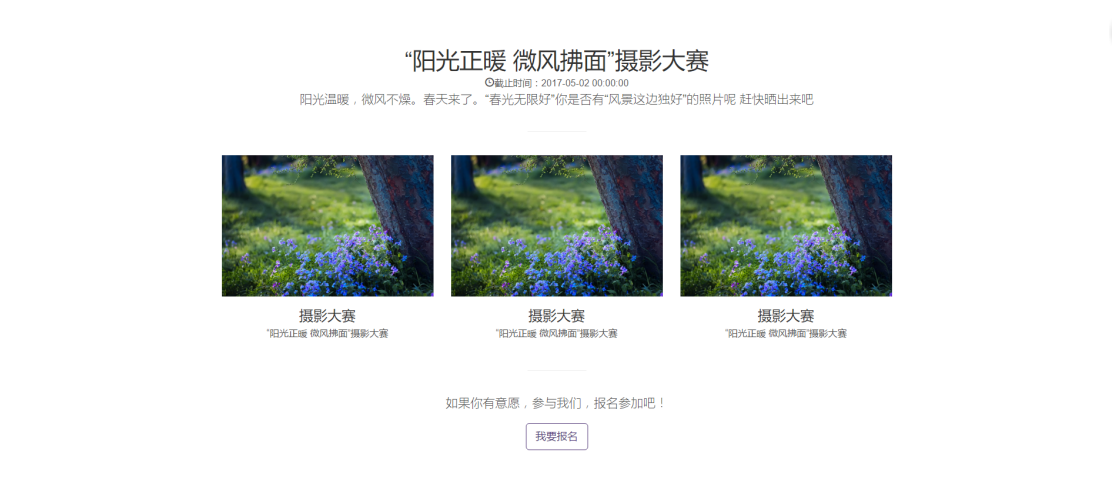 “阳光正暖 微风拂面”摄影大赛
截止时间：2017-05-02 00:00:00
阳光温暖，微风不燥。春天来了。“春光无限好”你是否有“风景这边独好”的照片呢 赶快晒出来吧
摄影大赛
“阳光正暖 微风拂面”摄影大赛
摄影大赛
“阳光正暖 微风拂面”摄影大赛
摄影大赛
“阳光正暖 微风拂面”摄影大赛
如果你有意愿，参与我们，报名参加吧！
我要报名